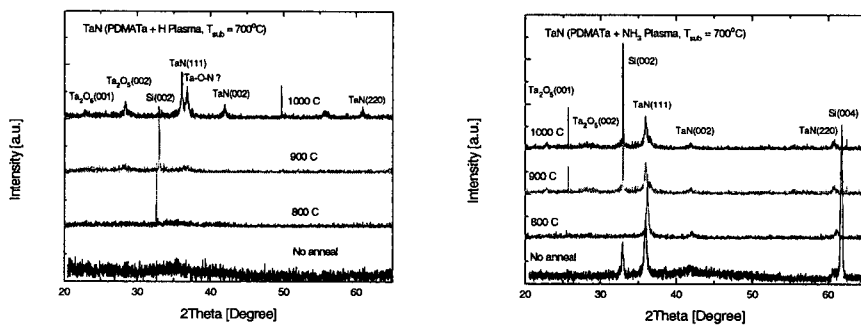 TaN (PDMATa + H Plasma, Tsub = 700°C)
TaN(111)
Ta-O-N ?
Ta2O5(002)
Si(002)
Ta2O5(001)
TaN(002)
1000 C
TaN(220)
900 C
800 C
No anneal
Intensity [a.u.]
20 30 40 50 60
2Theta [Degree]
TaN (PDMATa + NH3 Plasma, Tsub = 700°C)
Si(002)
Ta2O5(001)
TaN(111)
Si(004)
Ta2O5(002)
TaN(002)
TaN(220)
1000 C
900 C
800 C
No anneal
Intensity [a.u.]
20 30 40 50 60
2Theta [Degree]